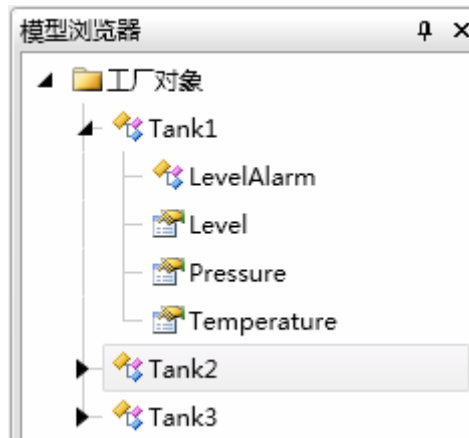 模型浏览器
工厂对象
Tank1
LevelAlarm
Level
Pressure
Temperature
Tank2
Tank3